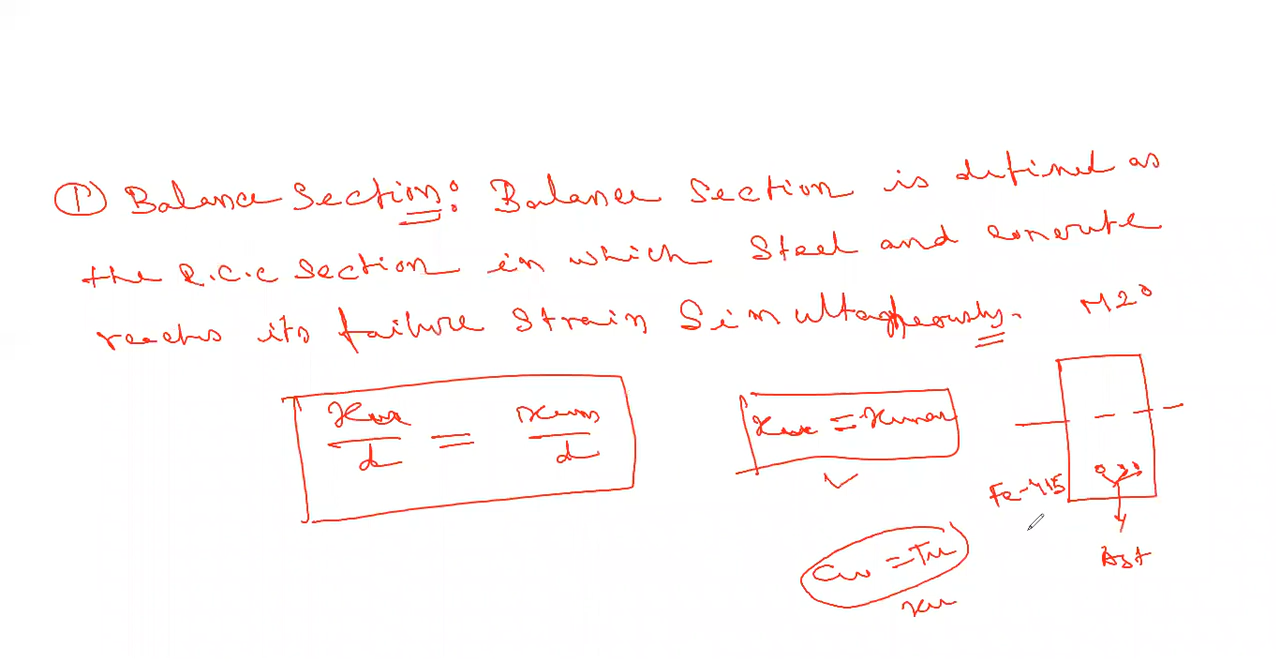 ① Balance Section: Balance Section is defined as
the R.C.C Section in which Steel and concrete
reaches its failure strain Simultaneously.
M20
xu/d = xum/d
xu = xumax
Fe-415
Cu = Tu
Ast
xu